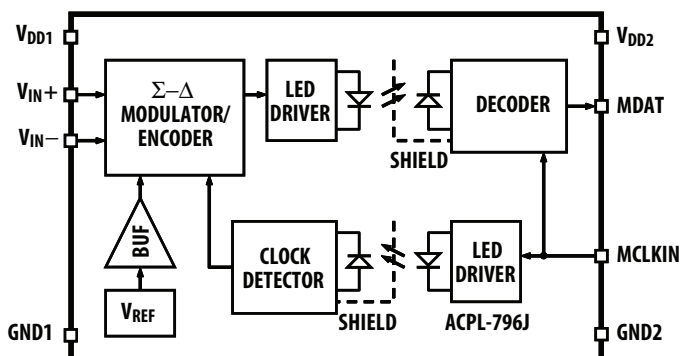 VDD1
VDD2
VIN+
VIN−
Σ−Δ
MODULATOR/
ENCODER
LED
DRIVER
SHIELD
DECODER
MDAT
BUF
VREF
CLOCK
DETECTOR
SHIELD
LED
DRIVER
ACPL-796J
MCLKIN
GND1
GND2